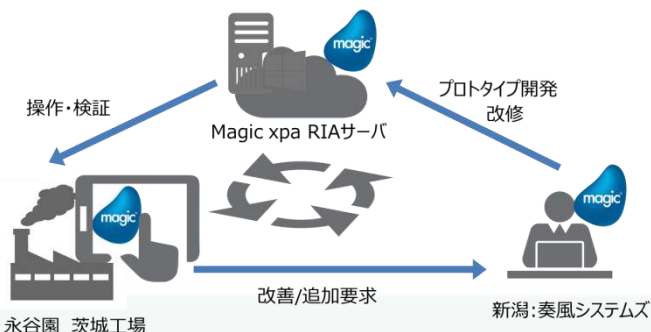 magic
プロトタイプ開発
改修
操作・検証
Magic xpa RIAサーバ
magic
magic
改善/追加要求
新潟:奏風システムズ
永谷園 茨城工場